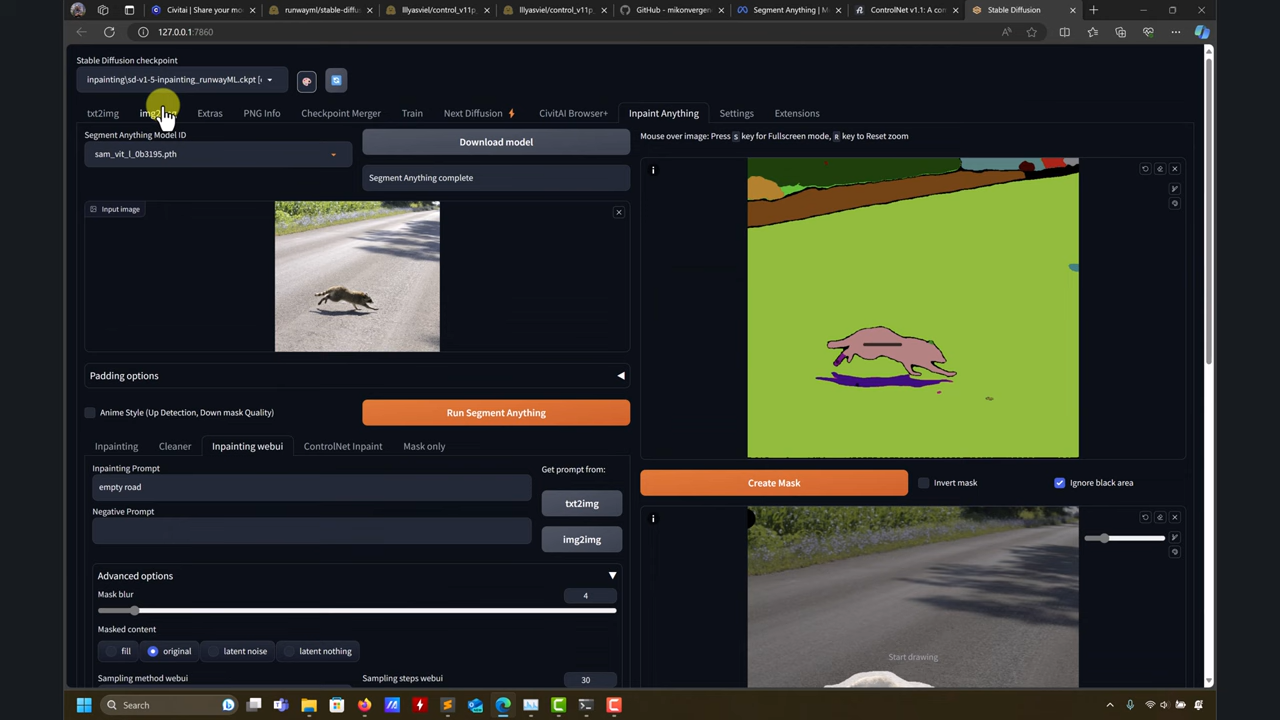 Civitai | Share your mo
runwayml/stable-diffus
lllyasviel/control_v11p_
lllyasviel/control_v11p_
GitHub - mikonvergenc
Segment Anything | M
ControlNet v1.1: A con
Stable Diffusion
127.0.0.1:7860
Stable Diffusion checkpoint
inpainting\sd-v1-5-inpainting_runwayML.ckpt [
txt2img
Extras
PNG Info
Checkpoint Merger
Train
Next Diffusion ⚡
CivitAI Browser+
Inpaint Anything
Settings
Extensions
Segment Anything Model ID
sam_vit_l_0b3195.pth
Download model
Segment Anything complete
Mouse over image: Press S key for Fullscreen mode, R key to Reset zoom
Input image
Padding options
Anime Style (Up Detection, Down mask Quality)
Run Segment Anything
Inpainting
Cleaner
Inpainting webui
ControlNet Inpaint
Mask only
Inpainting Prompt
empty road
Negative Prompt
Get prompt from:
txt2img
img2img
Create Mask
Invert mask
Ignore black area
Advanced options
Mask blur
4
Masked content
fill
original
latent noise
latent nothing
Sampling method webui
Sampling steps webui
30
Start drawing
Search